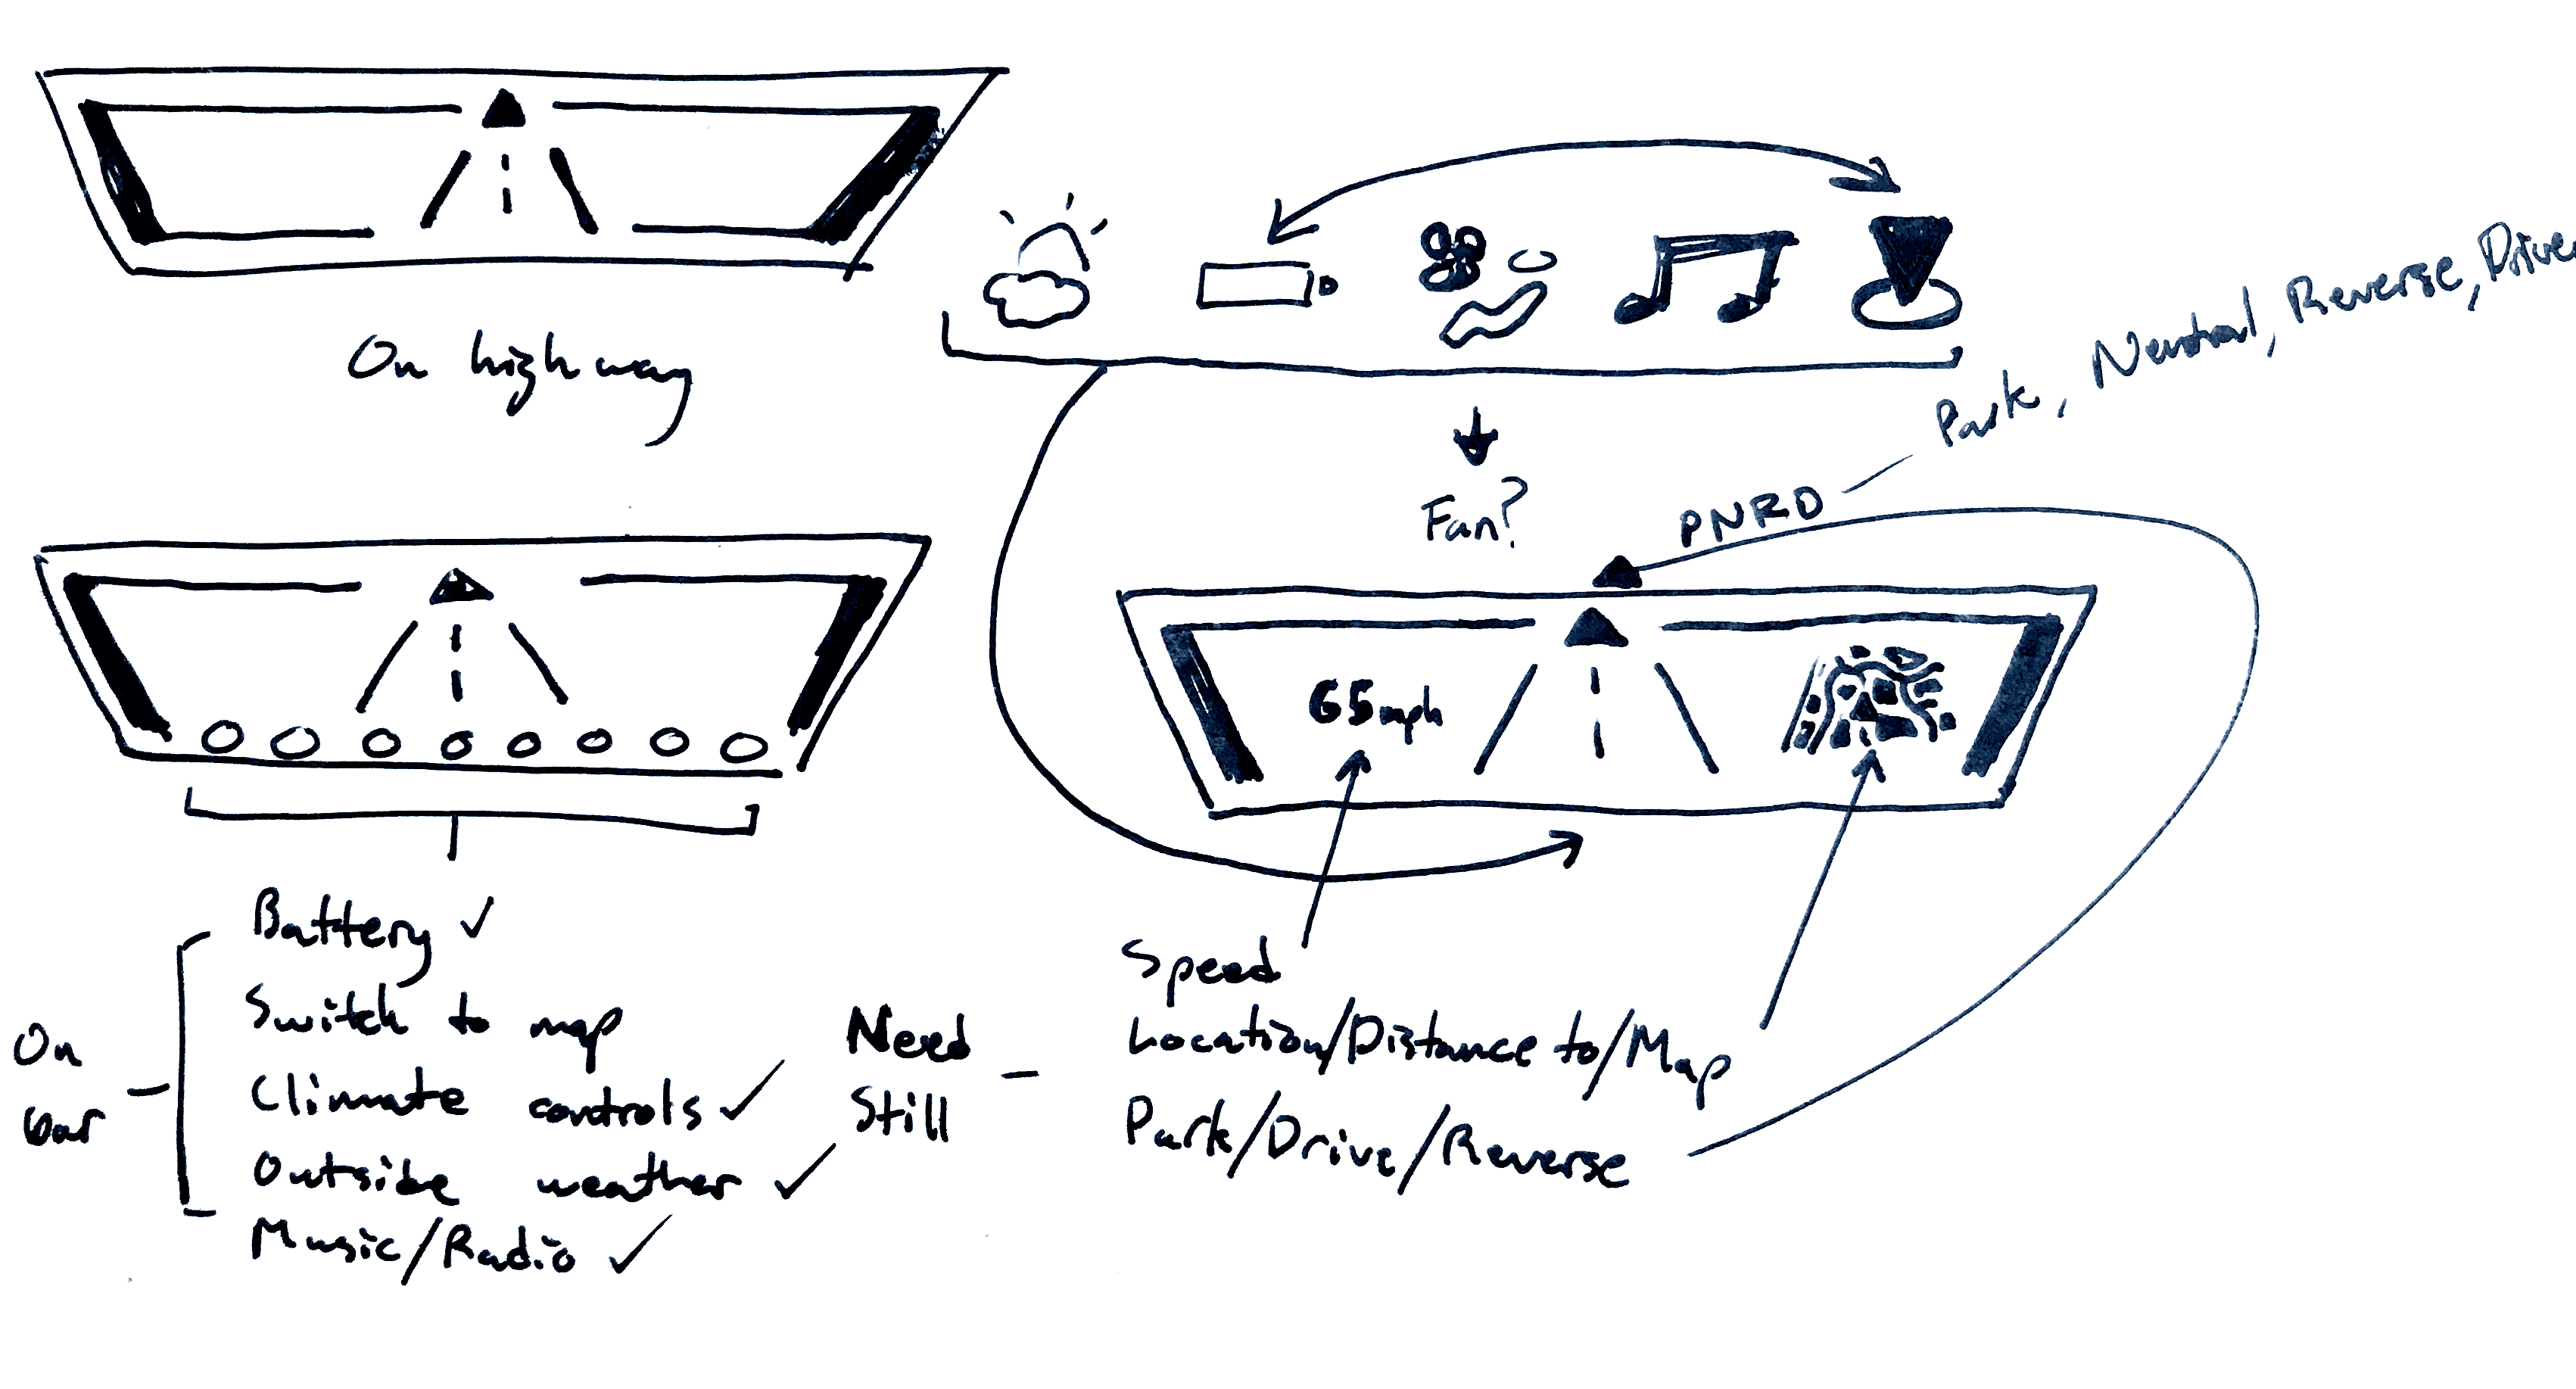 On highway
Park, Neutral, Reverse, Drive
Fan?
PNRD
65mph
On bar
Battery ✓
Switch to map
Climate controls ✓
Outside weather ✓
Music/Radio ✓
Need Still
Speed
Location/Distance to/Map
Park/Drive/Reverse